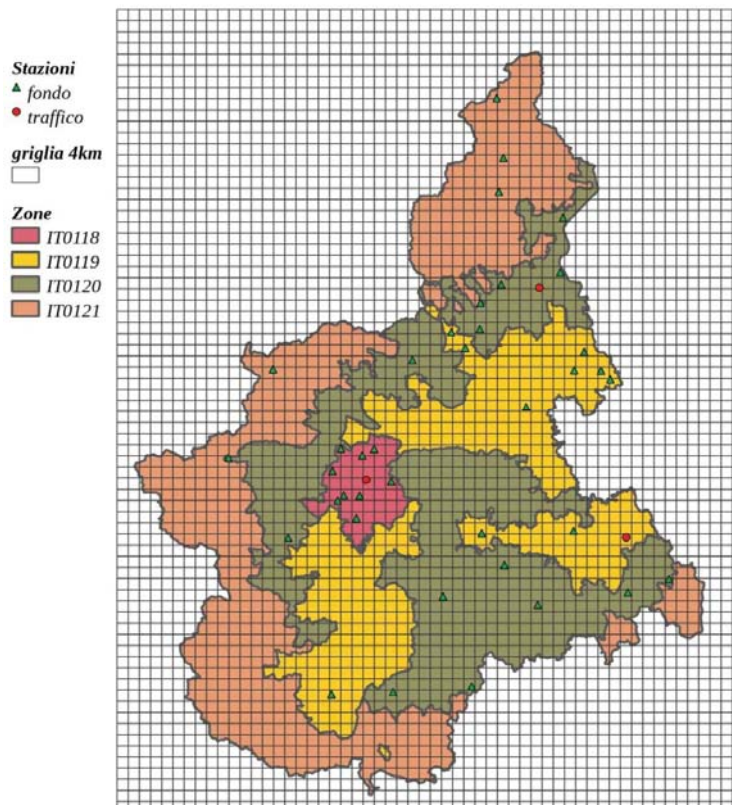 Stazioni
fondo
traffico
griglia 4km
Zone
IT0118
IT0119
IT0120
IT0121